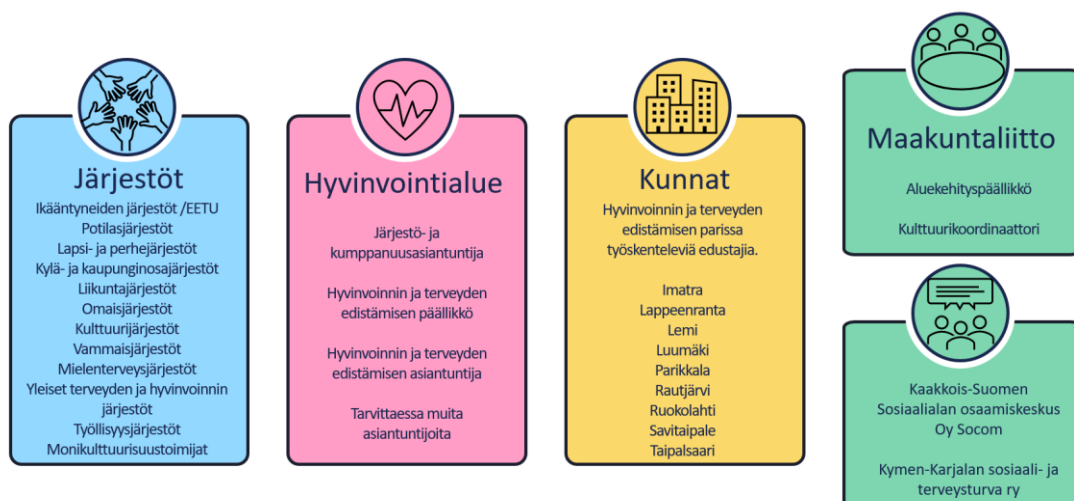 Järjestöt
Ikääntyneiden järjestöt /EETU
Potilasjärjestöt
Lapsi- ja perhejärjestöt
Kylä- ja kaupunginosajärjestöt
Liikuntajärjestöt
Omaisjärjestöt
Kulttuurijärjestöt
Vammaisjärjestöt
Mielenterveysjärjestöt
Yleiset terveyden ja hyvinvoinnin
järjestöt
Työllisyysjärjestöt
Monikulttuurisuustoimijat
Hyvinvointialue
Järjestö- ja
kumppanuusasiantuntija
Hyvinvoinnin ja terveyden
edistämisen päällikkö
Hyvinvoinnin ja terveyden
edistämisen asiantuntija
Tarvittaessa muita
asiantuntijoita
Kunnat
Hyvinvoinnin ja terveyden
edistämisen parissa
työskenteleviä edustajia.
Imatra
Lappeenranta
Lemi
Luumäki
Parikkala
Rautjärvi
Ruokolahti
Savitaipale
Taipalsaari
Maakuntaliitto
Aluekehityspäällikkö
Kulttuurikoordinaattori
Kaakkois-Suomen
Sosiaalialan osaamiskeskus
Oy Socom
Kymen-Karjalan sosiaali- ja
terveysturva ry